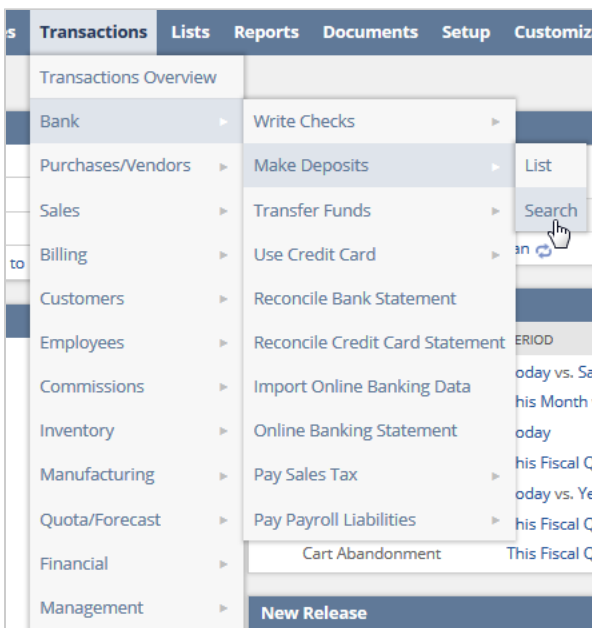 s Transactions Lists Reports Documents Setup Customiz
Transactions Overview
Bank
Purchases/Vendors
Sales
Billing
Customers
Employees
Commissions
Inventory
Manufacturing
Quota/Forecast
Financial
Management
Write Checks
Make Deposits
Transfer Funds
Use Credit Card
Reconcile Bank Statement
Reconcile Credit Card Statement
Import Online Banking Data
Online Banking Statement
Pay Sales Tax
Pay Payroll Liabilities
List
Search
to
an
ERIOD
oday vs. Sa
his Month
oday
his Fiscal Q
oday vs. Ye
his Fiscal Q
Cart Abandonment This Fiscal Q
New Release